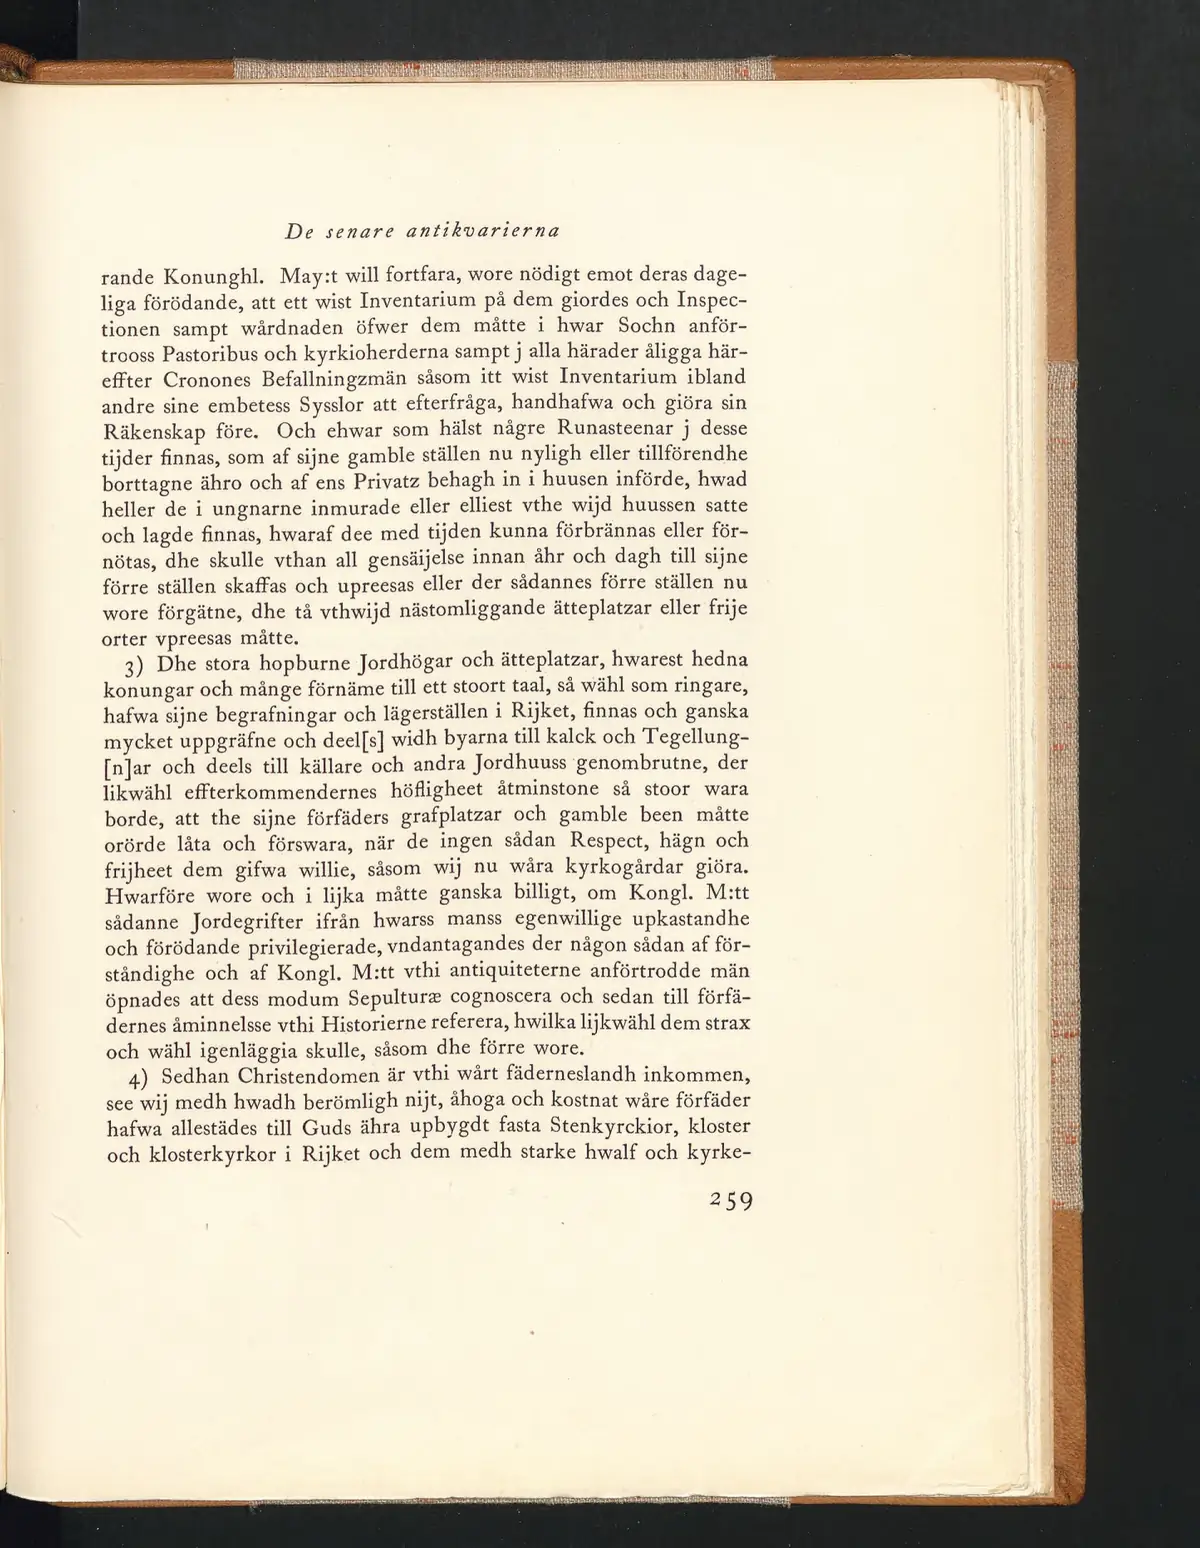 De senare antikvarierna
rande Konunghl. May:t will fortfara, wore nödigt emot deras dage-
liga förödande, att ett wist Inventarium på dem giordes och Inspec-
tionen sampt wårdnaden öfwer dem måtte i hwar Sochn anför-
trooss Pastoribus och kyrkioherderna sampt j alla härader åligga här-
effter Cronones Befallningzmän såsom itt wist Inventarium ibland
andre sine embetess Sysslor att efterfråga, handhafwa och giöra sin
Räkenskap före. Och ehwar som hälst någre Runasteenar j desse
tijder finnas, som af sijne gamble ställen nu nyligh eller tillförendhe
borttagne ähro och af ens Privatz behagh in i huusen införde, hwad
heller de i ungnarne inmurade eller elliest vthe wijd huussen satte
och lagde finnas, hwaraf dee med tijden kunna förbrännas eller för-
nötas, dhe skulle vthan all gensäijelse innan åhr och dagh till sijne
förre ställen skaffas och upreesas eller der sådannes förre ställen nu
wore förgätne, dhe tå vthwijd nästomliggande ätteplatzar eller frije
orter vpreesas måtte.
3) Dhe stora hopburne Jordhögar och ätteplatzar, hwarest hedna
konungar och månge förnäme till ett stoort taal, så wähl som ringare,
hafwa sijne begrafningar och lägerställen i Rijket, finnas och ganska
mycket uppgräfne och deel[s] widh byarna till kalck och Tegellung-
[n]ar och deels till källare och andra Jordhuuss genombrutne, der
likwähl effterkommendernes höfligheet åtminstone så stoor wara
borde, att the sijne förfäders grafplatzar och gamble been måtte
orörde låta och förswara, när de ingen sådan Respect, hägn och
frijheet dem gifwa willie, såsom wij nu wåra kyrkogårdar giöra.
Hwarföre wore och i lijka måtte ganska billigt, om Kongl. M:tt
sådanne Jordegrifter ifrån hwarss manss egenwillige upkastandhe
och förödande privilegierade, vndantagandes der någon sådan af för-
ståndighe och af Kongl. M:tt vthi antiquiteterne anförtrodde män
öpnades att dess modum Sepulturæ cognoscera och sedan till förfä-
dernes åminnelsse vthi Historierne referera, hwilka lijkwähl dem strax
och wähl igenläggia skulle, såsom dhe förre wore.
4) Sedhan Christendomen är vthi wårt fäderneslandh inkommen,
see wij medh hwadh berömligh nijt, åhoga och kostnat wåre förfäder
hafwa allestädes till Guds ähra upbygdt fasta Stenkyrckior, kloster
och klosterkyrkor i Rijket och dem medh starke hwalf och kyrke-
259